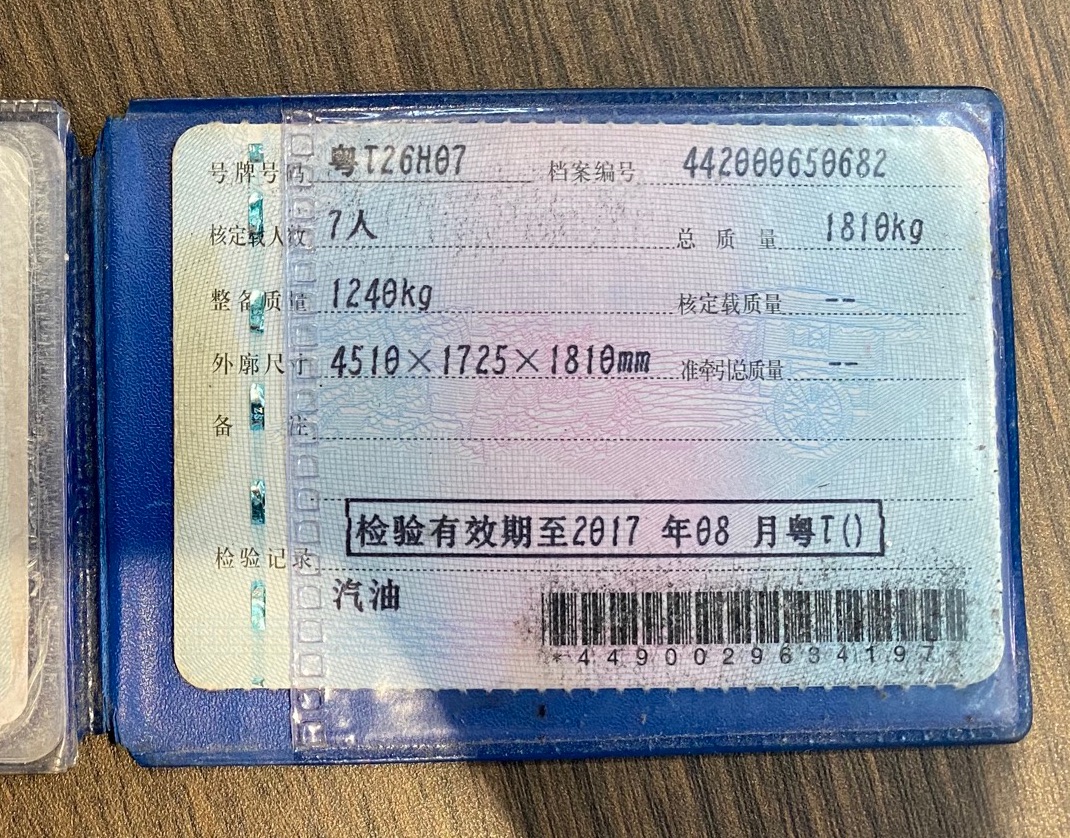 号牌号码 粤T26H07 档案编号 442000650682
核定载人数 7人 总质量 1810kg
整备质量 1240kg 核定载质量 --
外廓尺寸 4510×1725×1810mm 准牵引总质量 --
备注
检验有效期至2017 年08 月粤T()
检验记录
汽油
*4490029634197*